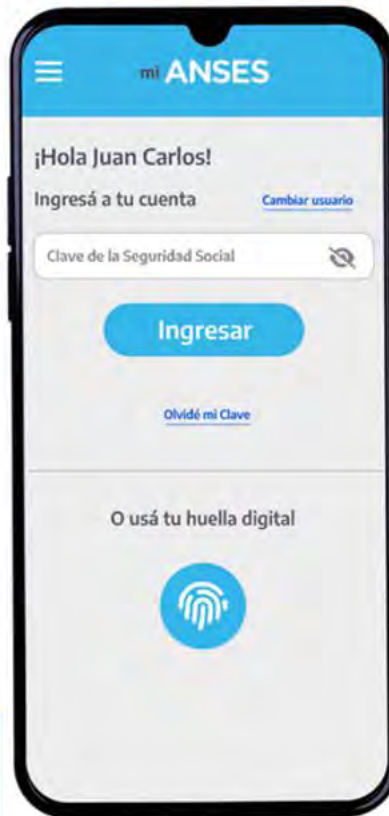 mi ANSES
¡Hola Juan Carlos!
Ingresá a tu cuenta Cambiar usuario
Clave de la Seguridad Social
Ingresar
Olvidé mi Clave
O usá tu huella digital